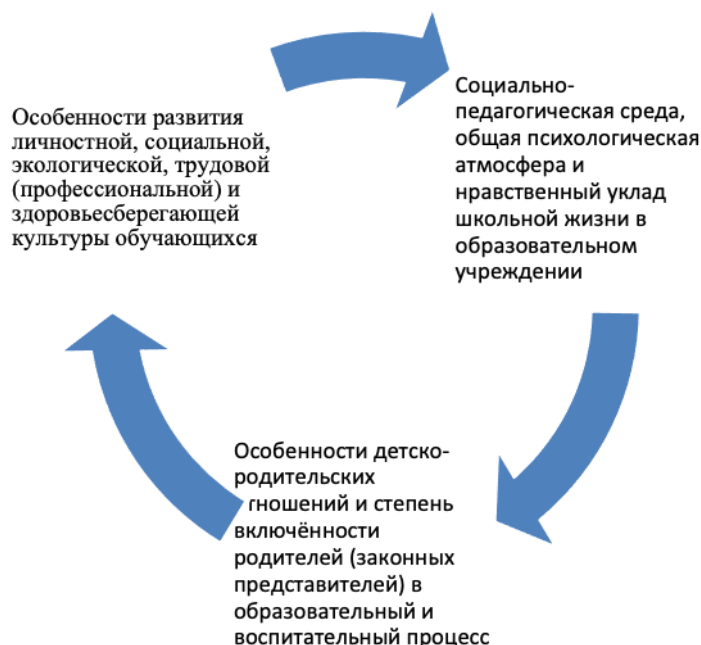 Особенности развития
личностной, социальной,
экологической, трудовой
(профессиональной) и
здоровьесберегающей
культуры обучающихся
Социально-
педагогическая среда,
общая психологическая
атмосфера и
нравственный уклад
школьной жизни в
образовательном
учреждении
Особенности детско-
родительских
тношений и степень
включённости
родителей (законных
представителей) в
образовательный и
воспитательный процесс